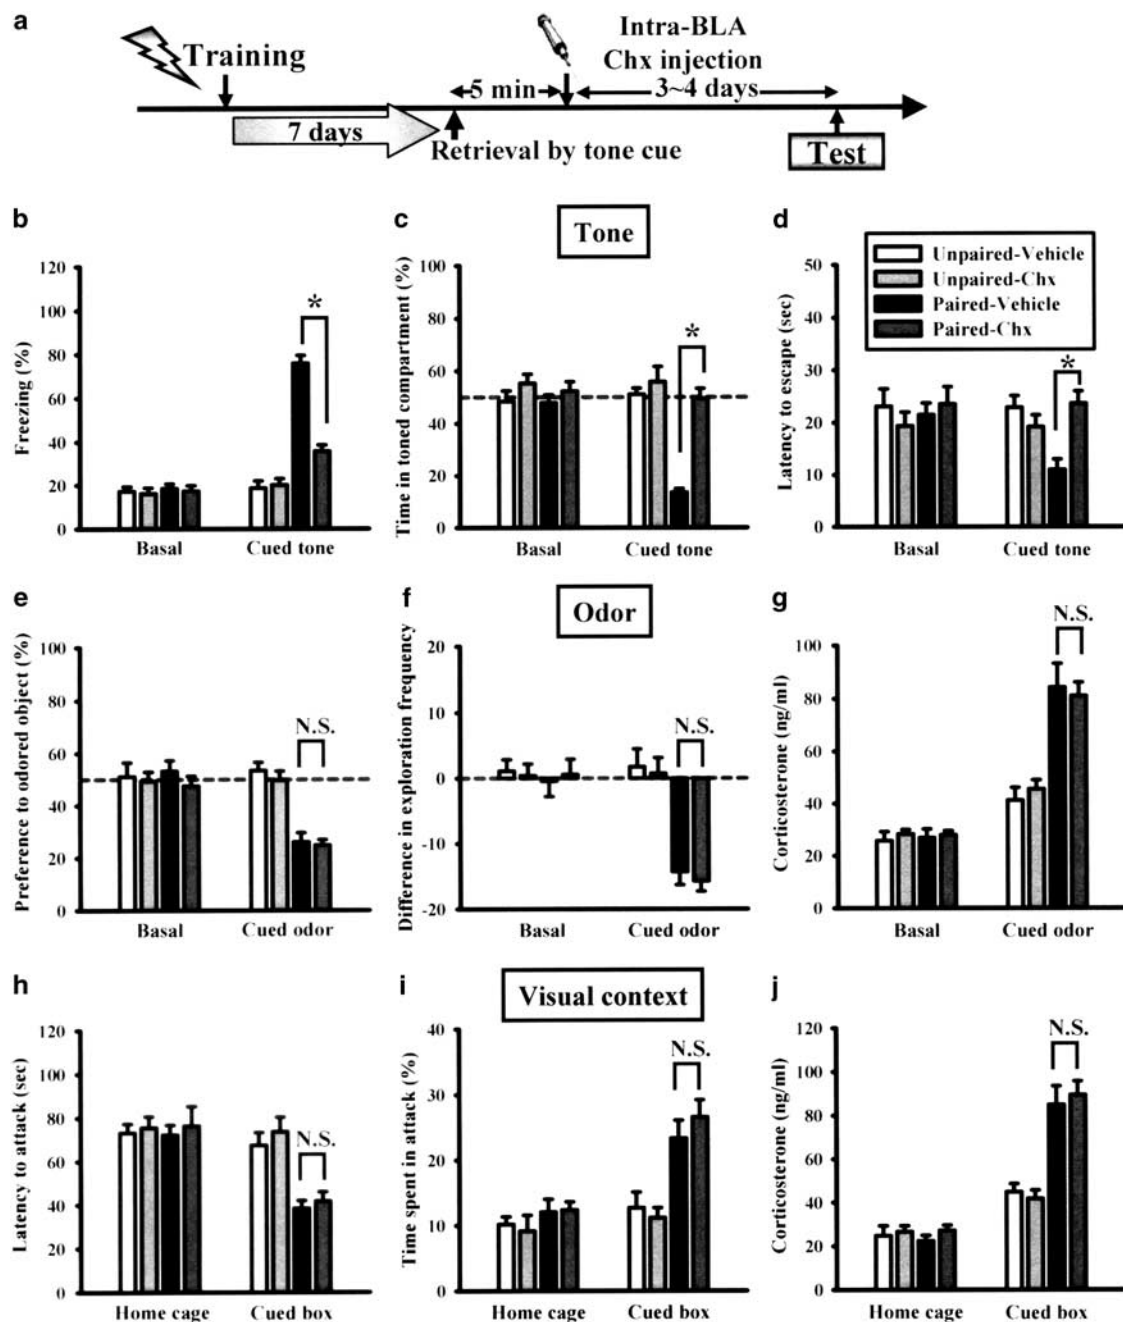 a
Training
Intra-BLA
Chx injection
5 min
3~4 days
7 days
Retrieval by tone cue
Test
b
c
Tone
d
Freezing (%)
120
100
80
60
40
20
0
Basal
Cued tone
*
Time in toned compartment (%)
100
80
60
40
20
0
Basal
Cued tone
*
Latency to escape (sec)
50
40
30
20
10
0
Basal
Cued tone
*
Unpaired-Vehicle
Unpaired-Chx
Paired-Vehicle
Paired-Chx
e
f
Odor
g
Preference to odored object (%)
100
80
60
40
20
0
Basal
Cued odor
N.S.
Difference in exploration frequency
20
10
0
-10
-20
Basal
Cued odor
N.S.
Corticosterone (ng/ml)
100
80
60
40
20
0
Basal
Cued odor
N.S.
h
i
Visual context
j
Latency to attack (sec)
120
100
80
60
40
20
0
Home cage
Cued box
N.S.
Time spent in attack (%)
40
30
20
10
0
Home cage
Cued box
N.S.
Corticosterone (ng/ml)
120
100
80
60
40
20
0
Home cage
Cued box
N.S.